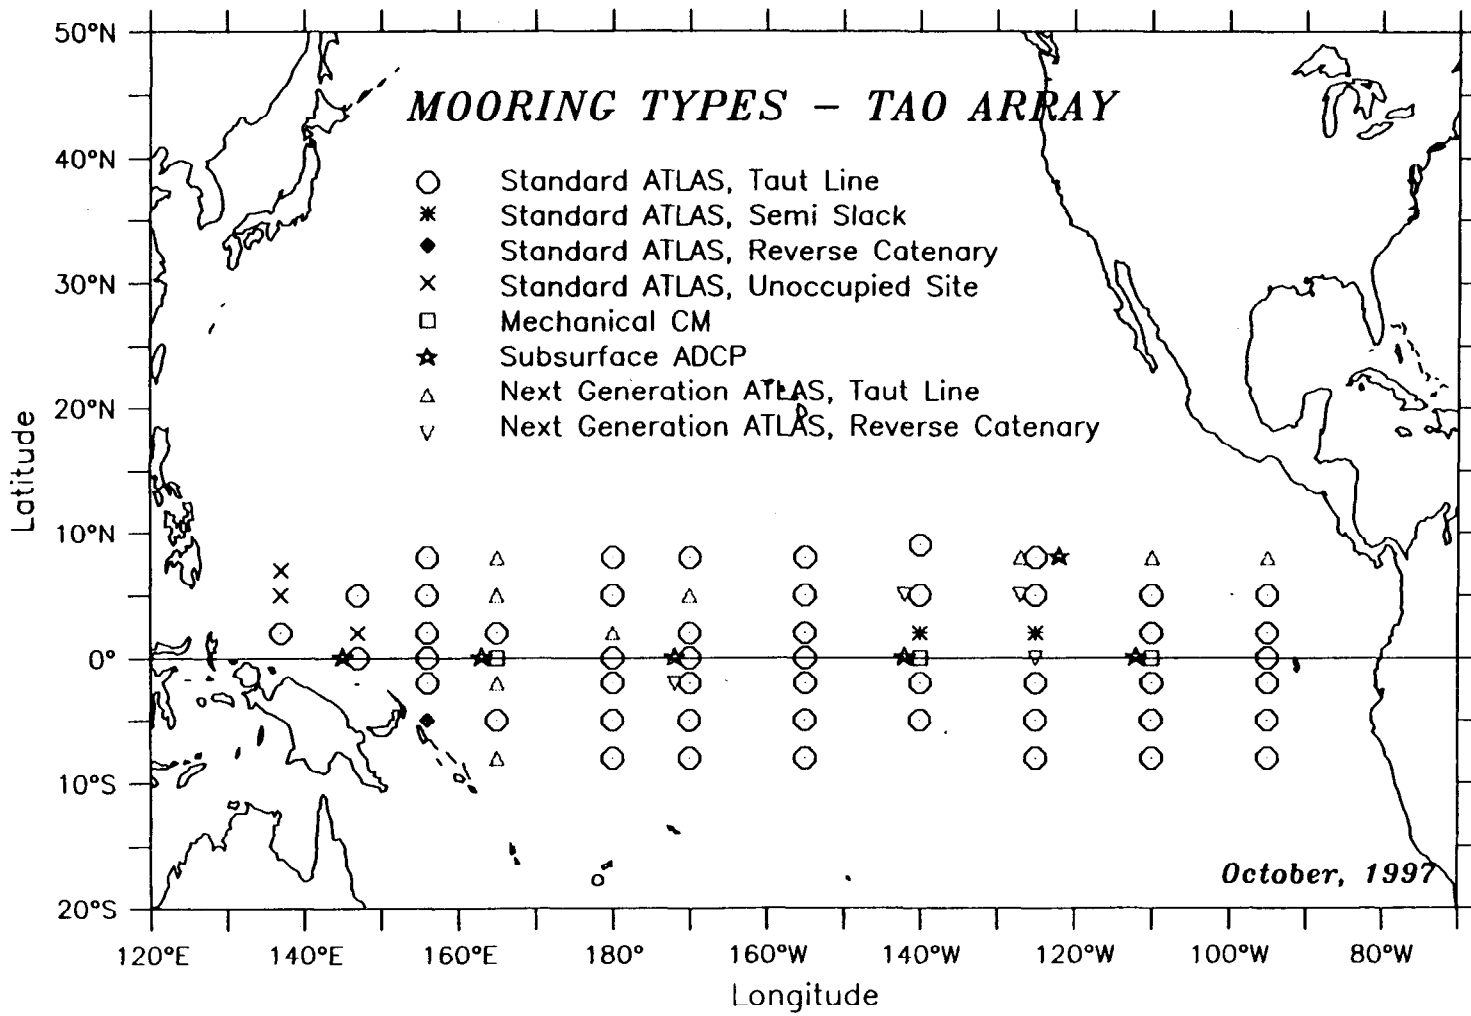 50°N
MOORING TYPES – TAO ARRAY
40°N
Standard ATLAS, Taut Line
Standard ATLAS, Semi Slack
Standard ATLAS, Reverse Catenary
30°N
Standard ATLAS, Unoccupied Site
Mechanical CM
Subsurface ADCP
Next Generation ATLAS, Taut Line
20°N
Next Generation ATLAS, Reverse Catenary
Latitude
10°N
0°
10°S
October, 1997
20°S
120°E 140°E 160°E 180° 160°W 140°W 120°W 100°W 80°W
Longitude